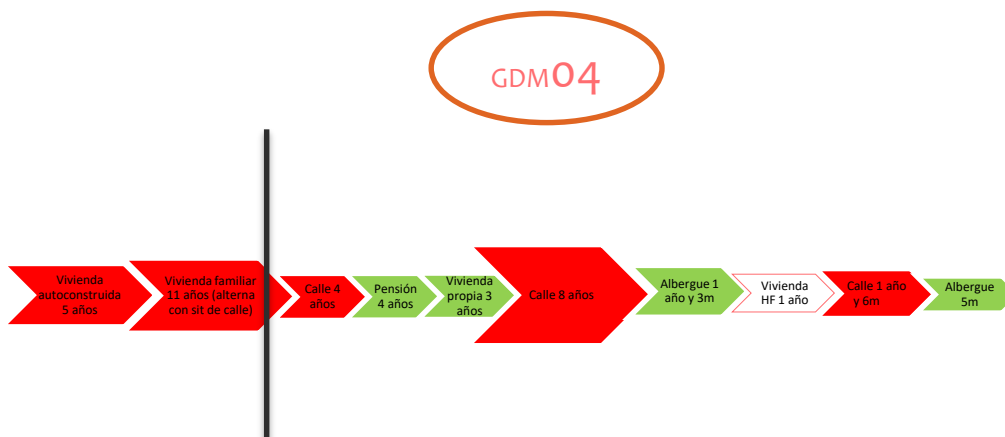 GDM04
Vivienda
autoconstruida
5 años
Vivienda familiar
11 años (alterna
con sit de calle)
Calle 4
años
Pensión
4 años
Vivienda
propia 3
años
Calle 8 años
Albergue 1
año y 3m
Vivienda
HF 1 año
Calle 1 año
y 6m
Albergue
5m